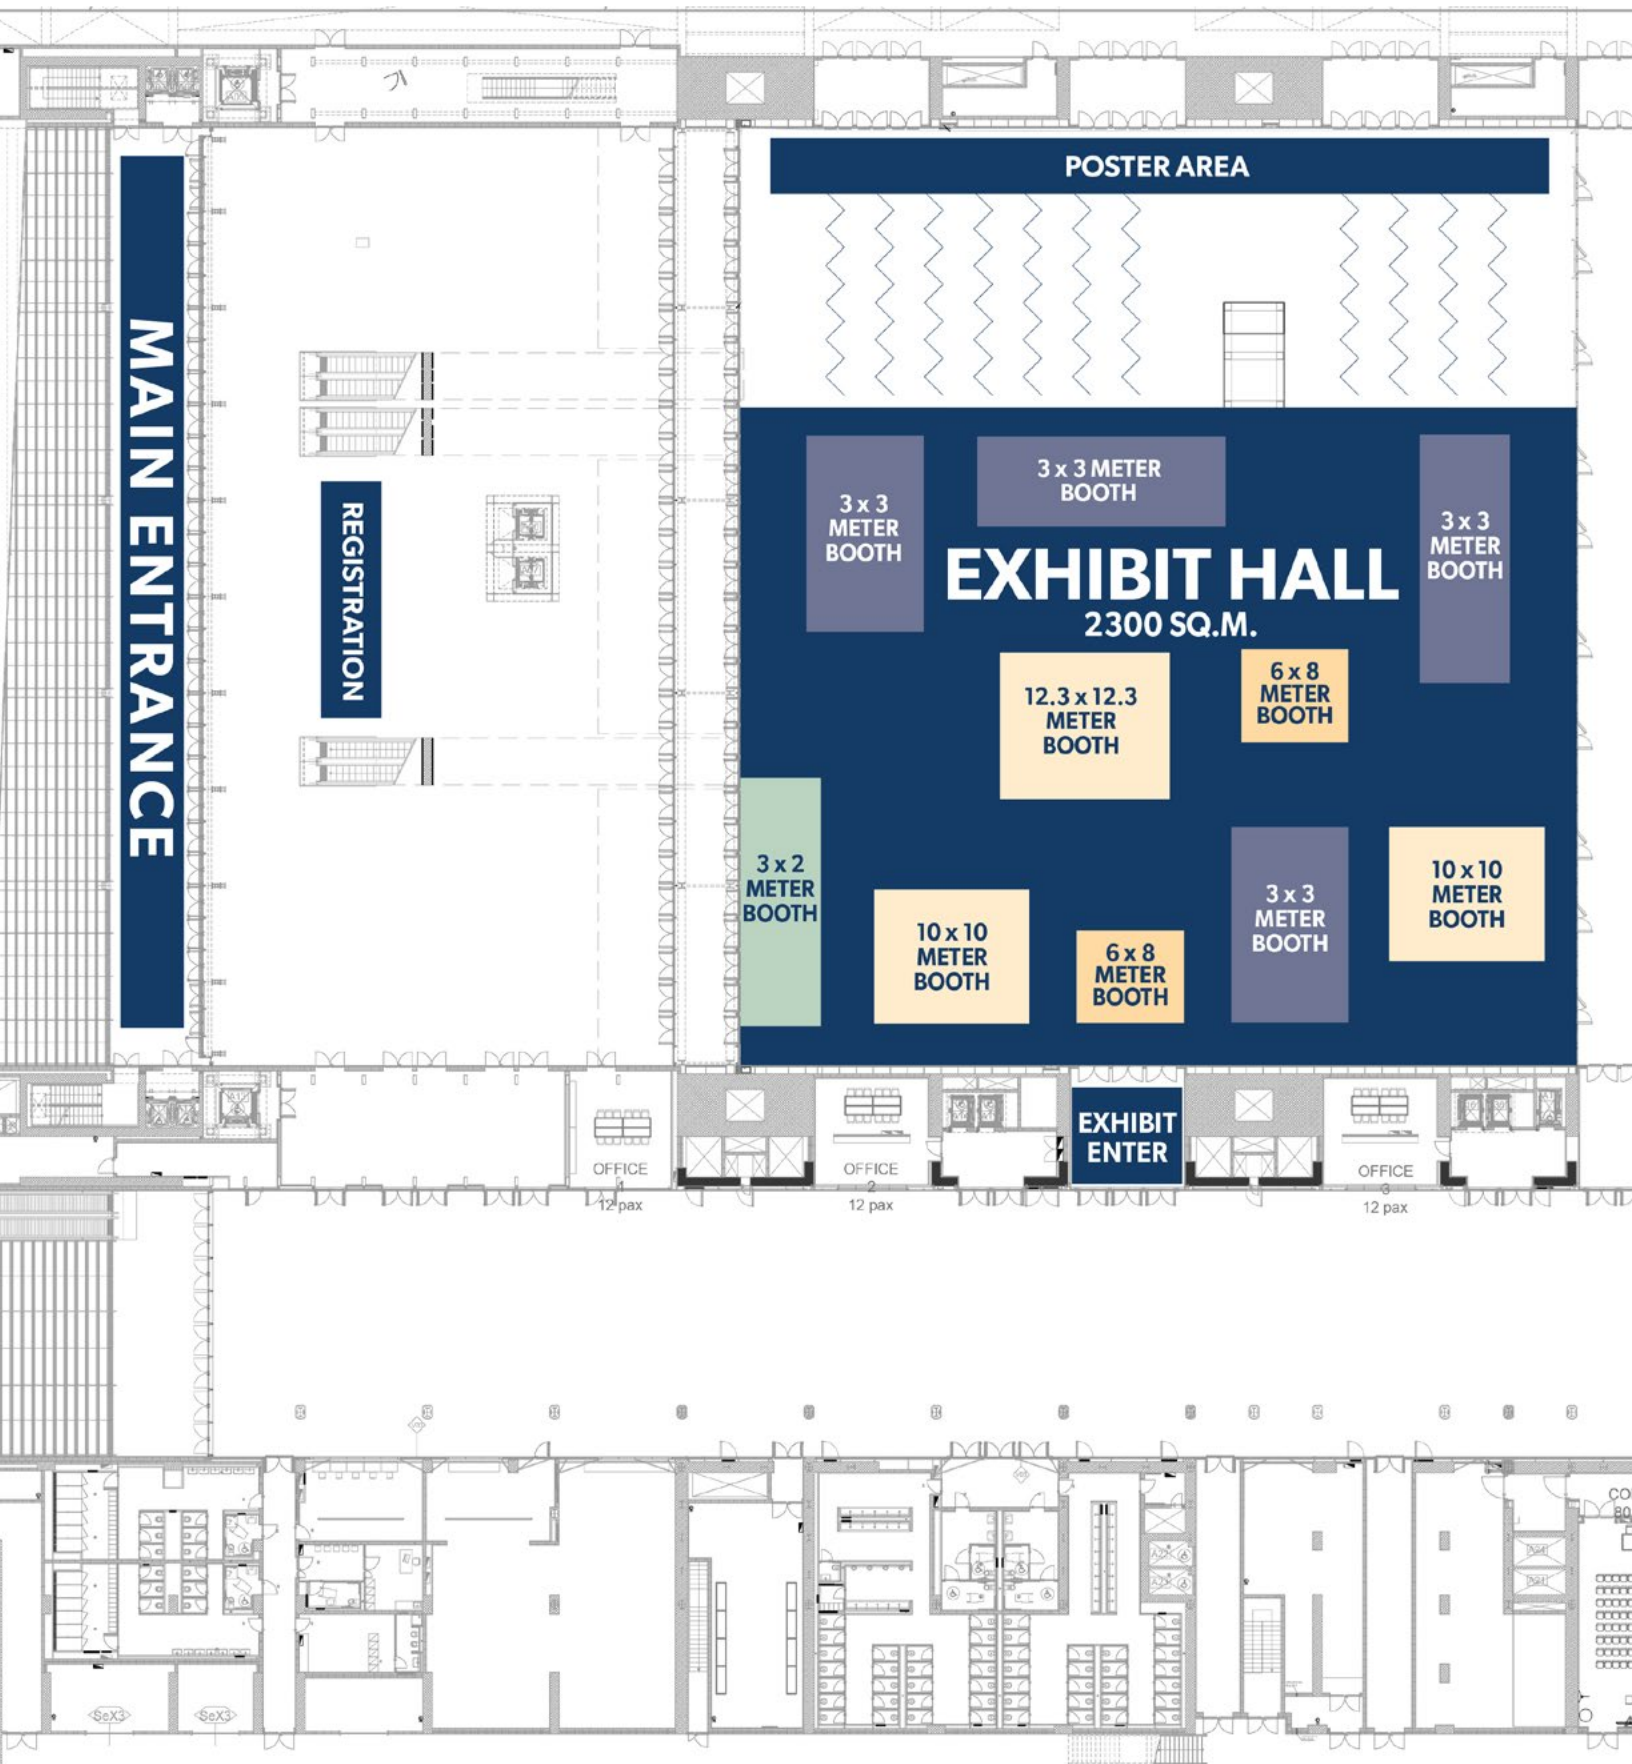 POSTER AREA
MAIN ENTRANCE
REGISTRATION
3 x 3
METER
BOOTH
3 x 3 METER
BOOTH
3 x 3
METER
BOOTH
EXHIBIT HALL
2300 SQ.M.
12.3 x 12.3
METER
BOOTH
6 x 8
METER
BOOTH
3 x 2
METER
BOOTH
10 x 10
METER
BOOTH
6 x 8
METER
BOOTH
3 x 3
METER
BOOTH
10 x 10
METER
BOOTH
EXHIBIT
ENTER
OFFICE
1
12 pax
OFFICE
2
12 pax
OFFICE
3
12 pax
SeX3
SeX3